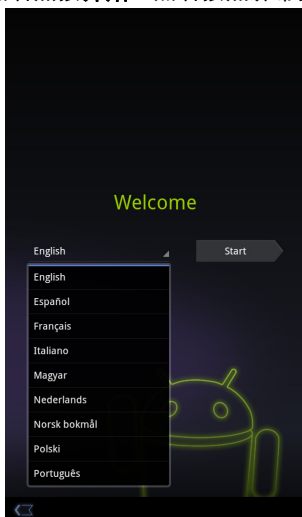 Welcome
English
Start
English
Español
Français
Italiano
Magyar
Nederlands
Norsk bokmål
Polski
Português